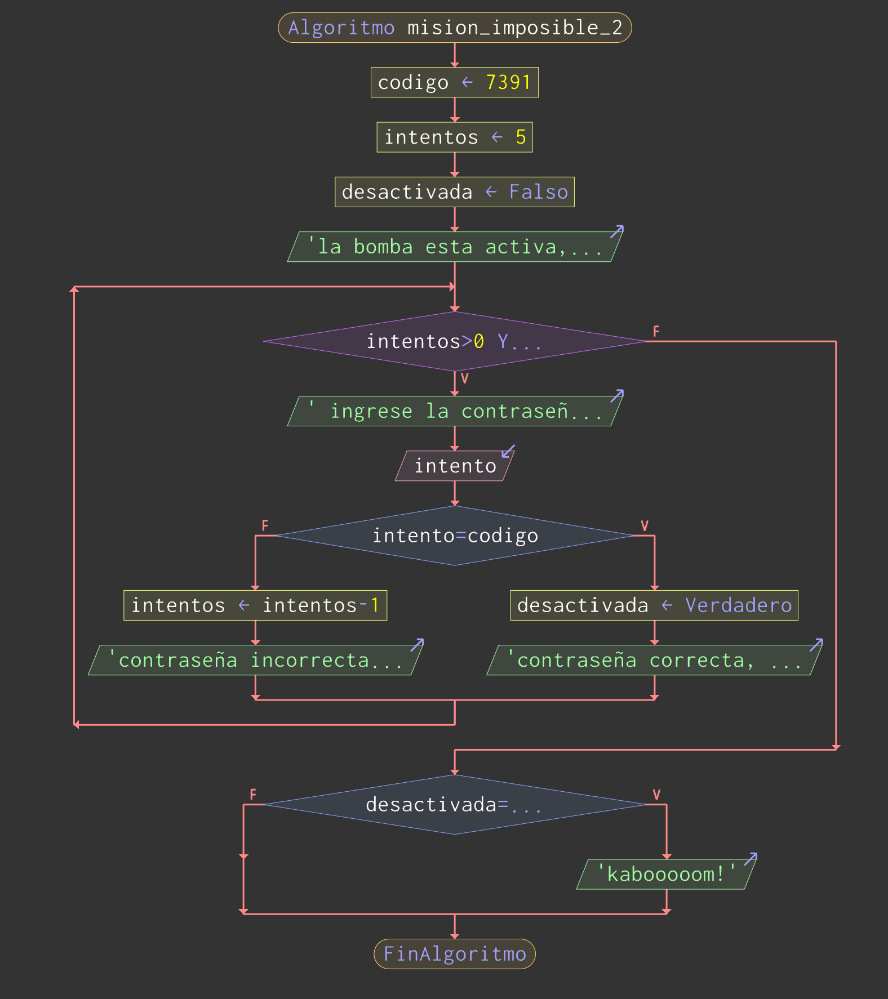 Algoritmo mision_imposible_2
codigo ← 7391
intentos ← 5
desactivada ← Falso
'la bomba esta activa,...
intentos>0 Y...
F
V
' ingrese la contraseñ...
intento
intento=codigo
F
V
intentos ← intentos-1
desactivada ← Verdadero
'contraseña incorrecta...
'contraseña correcta, ...
desactivada=...
F
V
'kabooooom!'
FinAlgoritmo